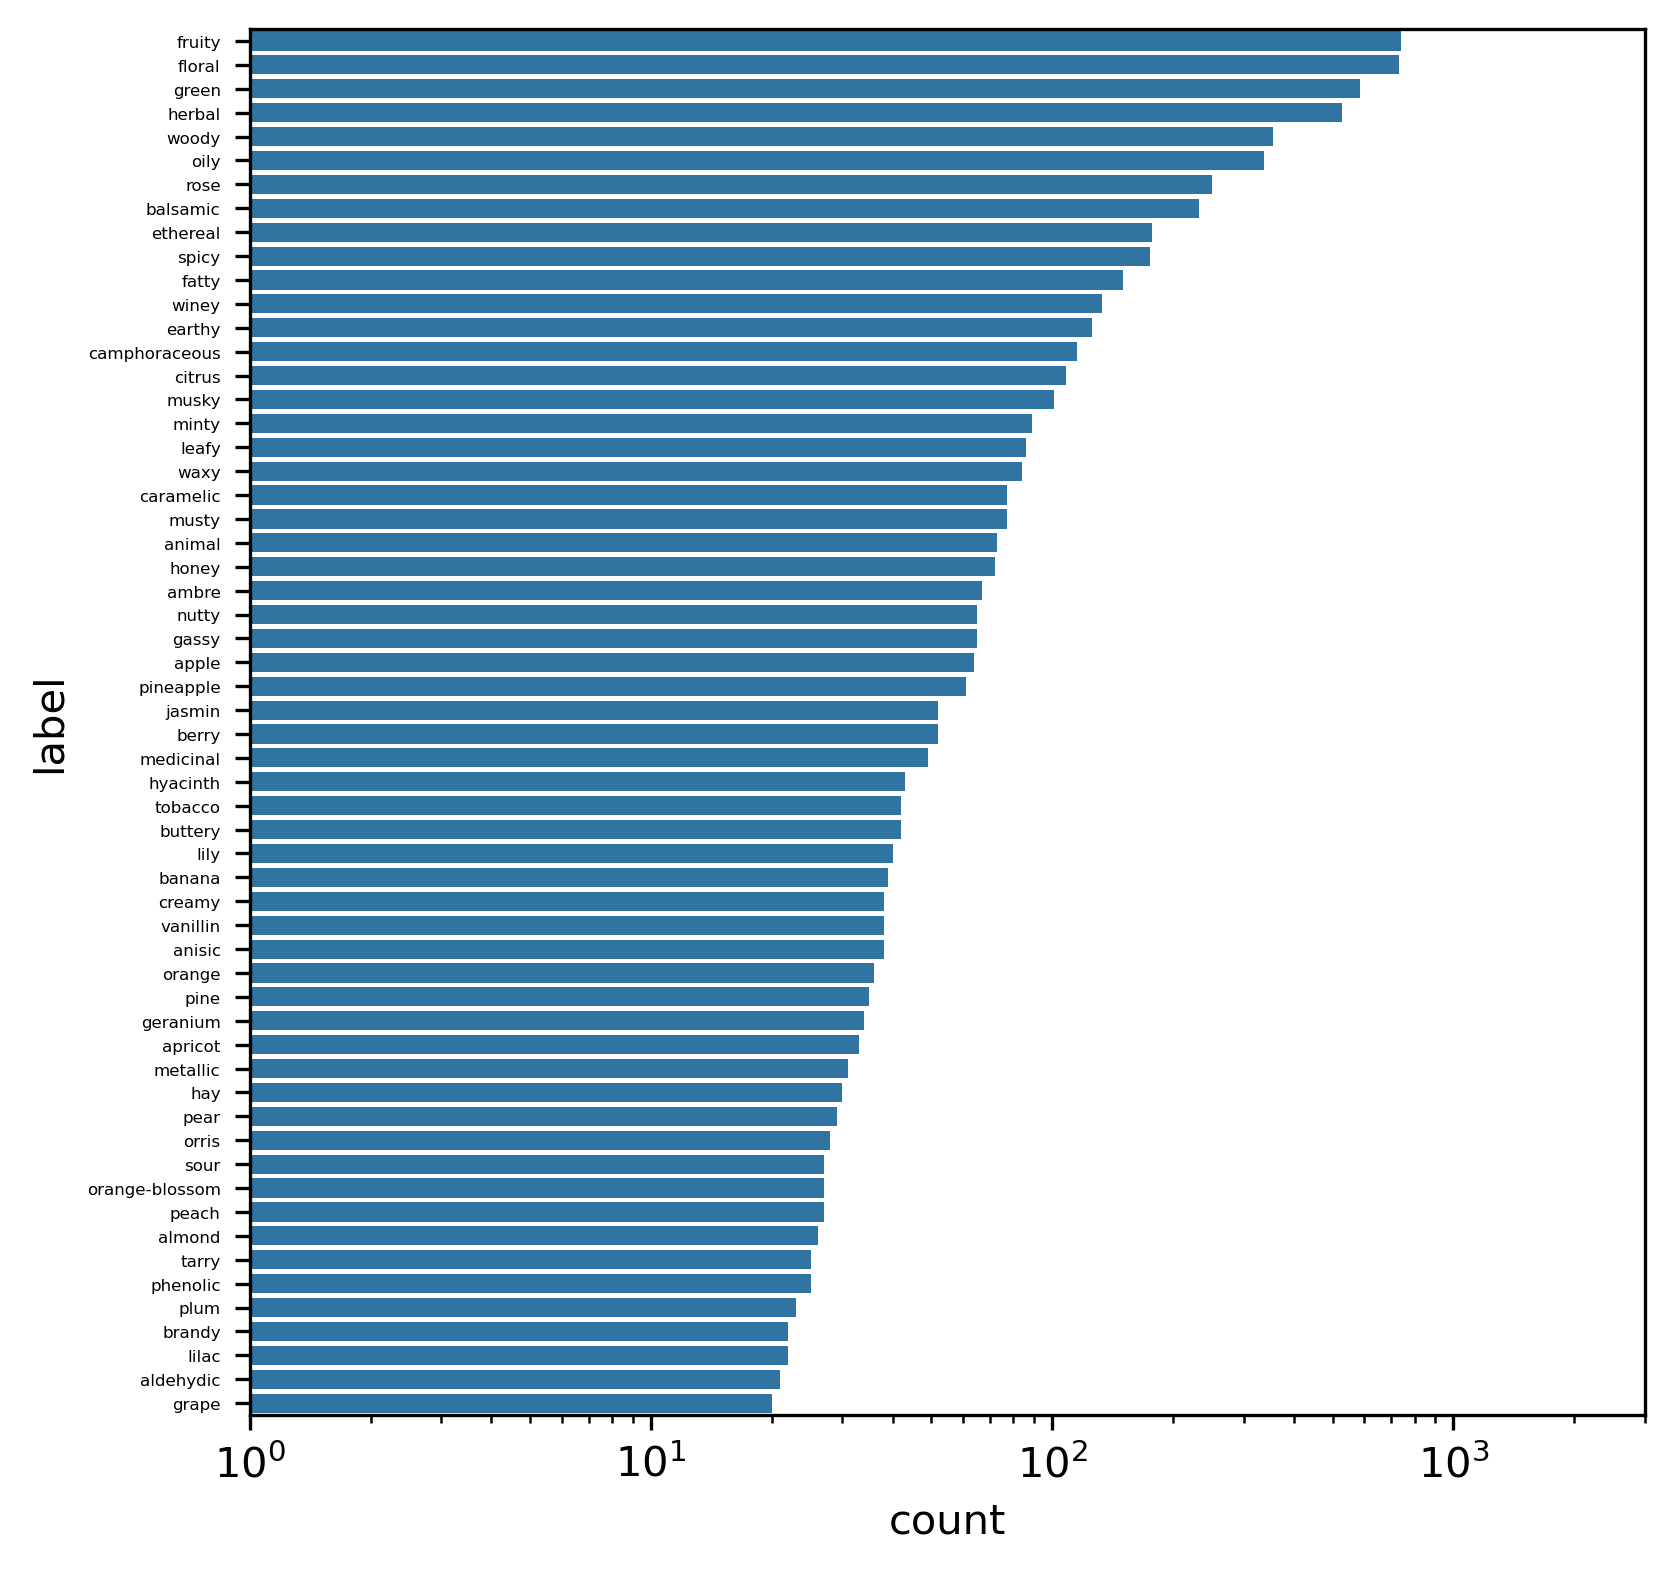 fruity
floral
green
herbal
woody
oily
rose
balsamic
ethereal
spicy
fatty
winey
earthy
camphoraceous
citrus
musky
minty
leafy
waxy
caramelic
musty
animal
honey
ambre
nutty
gassy
apple
pineapple
jasmin
berry
medicinal
hyacinth
tobacco
buttery
lily
banana
creamy
vanillin
anisic
orange
pine
geranium
apricot
metallic
hay
pear
orris
sour
orange-blossom
peach
almond
tarry
phenolic
plum
brandy
lilac
aldehydic
grape
label
10⁰ 10¹ 10² 10³
count